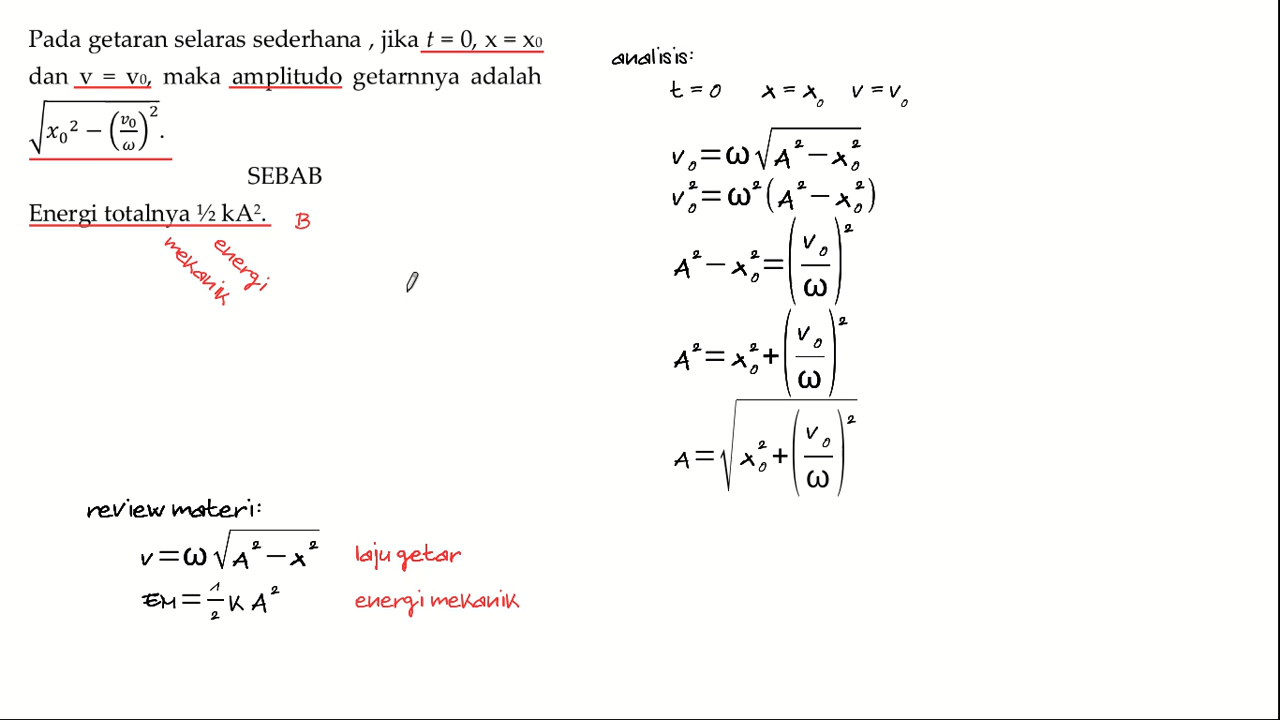 Pada getaran selaras sederhana , jika t = 0, x = x₀
dan v = v₀, maka amplitudo getarnnya adalah
√(x₀² − (v₀/ω)²).
SEBAB
Energi totalnya ½ kA². B
energi
mekanik
review materi:
v = ω √(A² − x²) laju getar
EM = 1/2 K A² energi mekanik
analisis:
t = 0 x = x₀ v = v₀
v₀ = ω √(A² − x₀²)
v₀² = ω² (A² − x₀²)
A² − x₀² = (v₀/ω)²
A² = x₀² + (v₀/ω)²
A = √(x₀² + (v₀/ω)²)